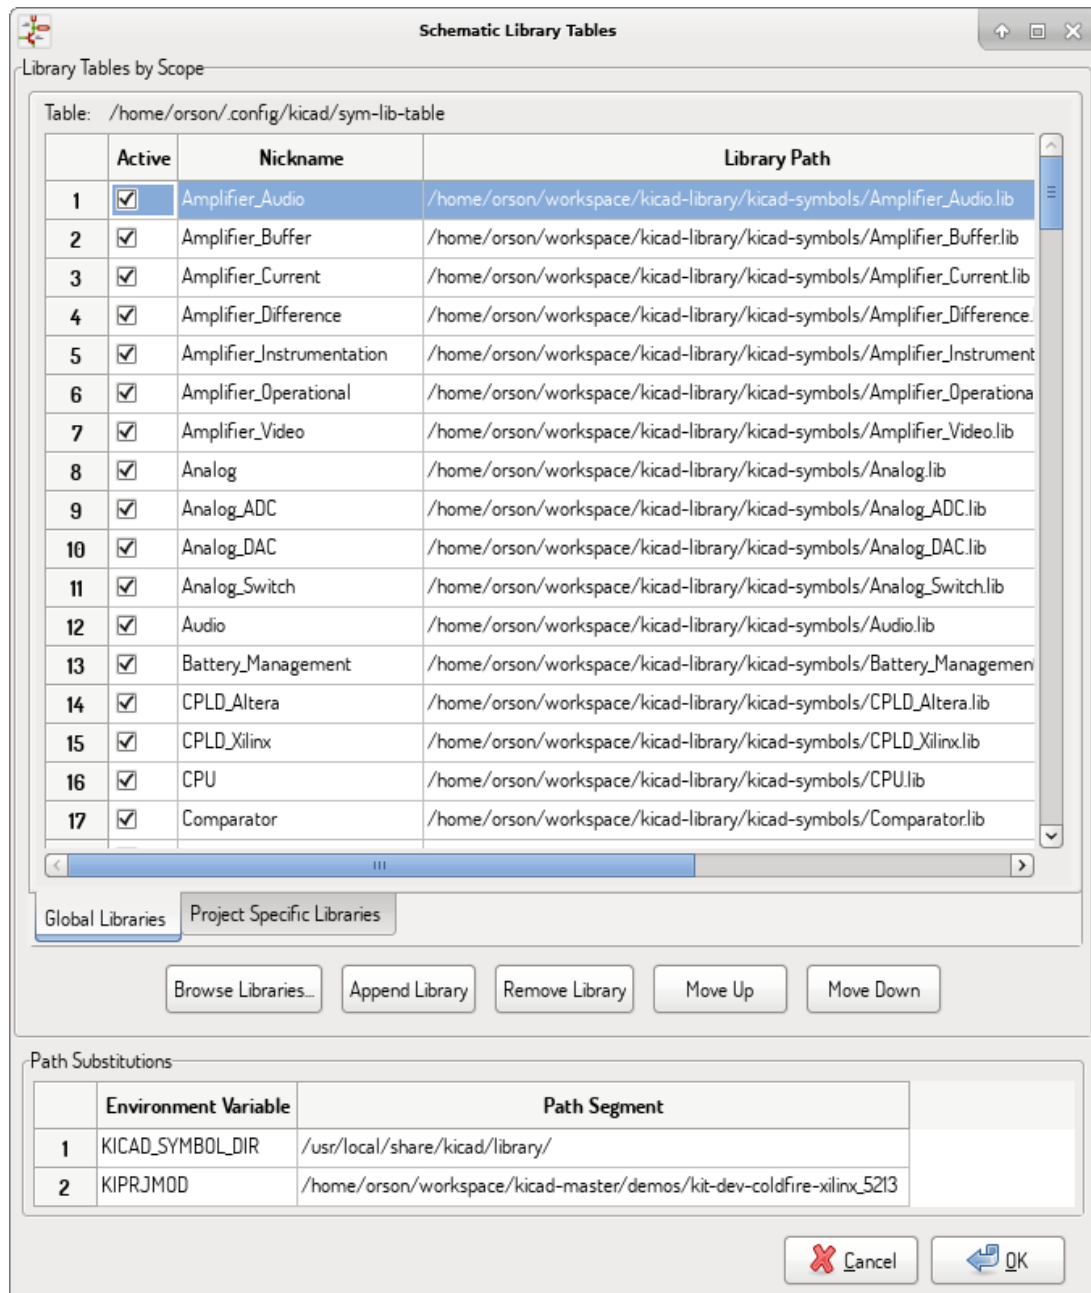 Schematic Library Tables
Library Tables by Scope
Table: /home/orson/.config/kicad/sym-lib-table
Active Nickname Library Path
1 Amplifier_Audio /home/orson/workspace/kicad-library/kicad-symbols/Amplifier_Audio.lib
2 Amplifier_Buffer /home/orson/workspace/kicad-library/kicad-symbols/Amplifier_Buffer.lib
3 Amplifier_Current /home/orson/workspace/kicad-library/kicad-symbols/Amplifier_Current.lib
4 Amplifier_Difference /home/orson/workspace/kicad-library/kicad-symbols/Amplifier_Difference.
5 Amplifier_Instrumentation /home/orson/workspace/kicad-library/kicad-symbols/Amplifier_Instrument
6 Amplifier_Operational /home/orson/workspace/kicad-library/kicad-symbols/Amplifier_Operationa
7 Amplifier_Video /home/orson/workspace/kicad-library/kicad-symbols/Amplifier_Video.lib
8 Analog /home/orson/workspace/kicad-library/kicad-symbols/Analog.lib
9 Analog_ADC /home/orson/workspace/kicad-library/kicad-symbols/Analog_ADC.lib
10 Analog_DAC /home/orson/workspace/kicad-library/kicad-symbols/Analog_DAC.lib
11 Analog_Switch /home/orson/workspace/kicad-library/kicad-symbols/Analog_Switch.lib
12 Audio /home/orson/workspace/kicad-library/kicad-symbols/Audio.lib
13 Battery_Management /home/orson/workspace/kicad-library/kicad-symbols/Battery_Managemen
14 CPLD_Altera /home/orson/workspace/kicad-library/kicad-symbols/CPLD_Altera.lib
15 CPLD_Xilinx /home/orson/workspace/kicad-library/kicad-symbols/CPLD_Xilinx.lib
16 CPU /home/orson/workspace/kicad-library/kicad-symbols/CPU.lib
17 Comparator /home/orson/workspace/kicad-library/kicad-symbols/Comparator.lib
Global Libraries Project Specific Libraries
Browse Libraries... Append Library Remove Library Move Up Move Down
Path Substitutions
Environment Variable Path Segment
1 KICAD_SYMBOL_DIR /usr/local/share/kicad/library/
2 KIPRJMOD /home/orson/workspace/kicad-master/demos/kit-dev-coldfire-xilinx_5213
Cancel OK